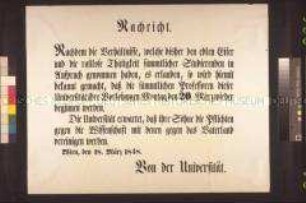 Nachricht.
Nachdem die Verhältnisse, welche bisher den edlen Eifer
und die rastlose Thätigkeit sämmtlicher Studirenden in
Anspruch genommen haben, es erlauben, so wird hiemit
bekannt gemacht, daß die sämmtlichen Professoren dieser
Universität ihre Vorlesungen Montag den 20. März wieder
beginnen werden.
Die Universität erwartet, daß ihre Söhne die Pflichten
gegen die Wissenschaft mit denen gegen das Vaterland
vereinigen werden.
Wien, den 18. März 1848.
Von der Universität.